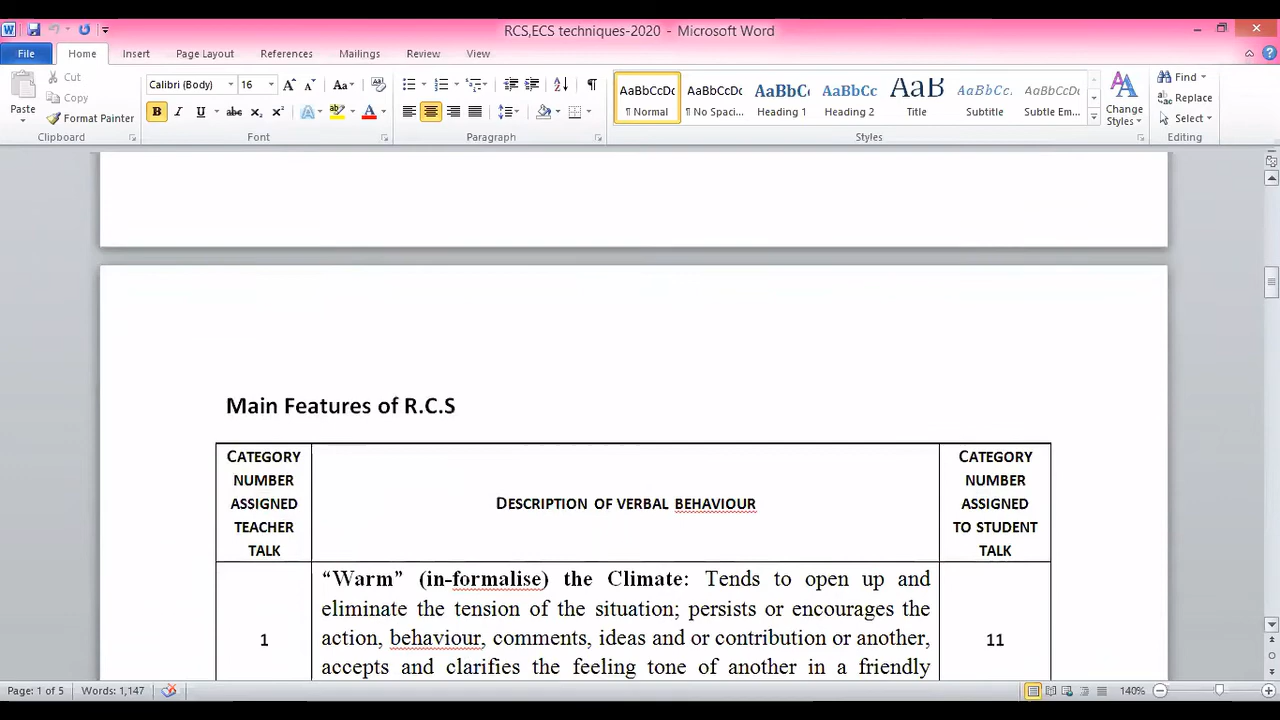 RCS,ECS techniques-2020 - Microsoft Word
File Home Insert Page Layout References Mailings Review View
Paste
Cut
Copy
Format Painter
Clipboard
Calibri (Body) 16
Font
Paragraph
AaBbCcDc AaBbCcDc AaBbC AaBbCc AaB AaBbCcL AaBbCcDc
¶ Normal ¶ No Spaci... Heading 1 Heading 2 Title Subtitle Subtle Em...
Styles
Change Styles
Find
Replace
Select
Editing
Main Features of R.C.S
CATEGORY NUMBER ASSIGNED TEACHER TALK
DESCRIPTION OF VERBAL BEHAVIOUR
CATEGORY NUMBER ASSIGNED TO STUDENT TALK
1
“Warm” (in-formalise) the Climate: Tends to open up and
eliminate the tension of the situation; persists or encourages the
action, behaviour, comments, ideas and or contribution or another,
accepts and clarifies the feeling tone of another in a friendly
11
Page: 1 of 5 Words: 1,147 140%